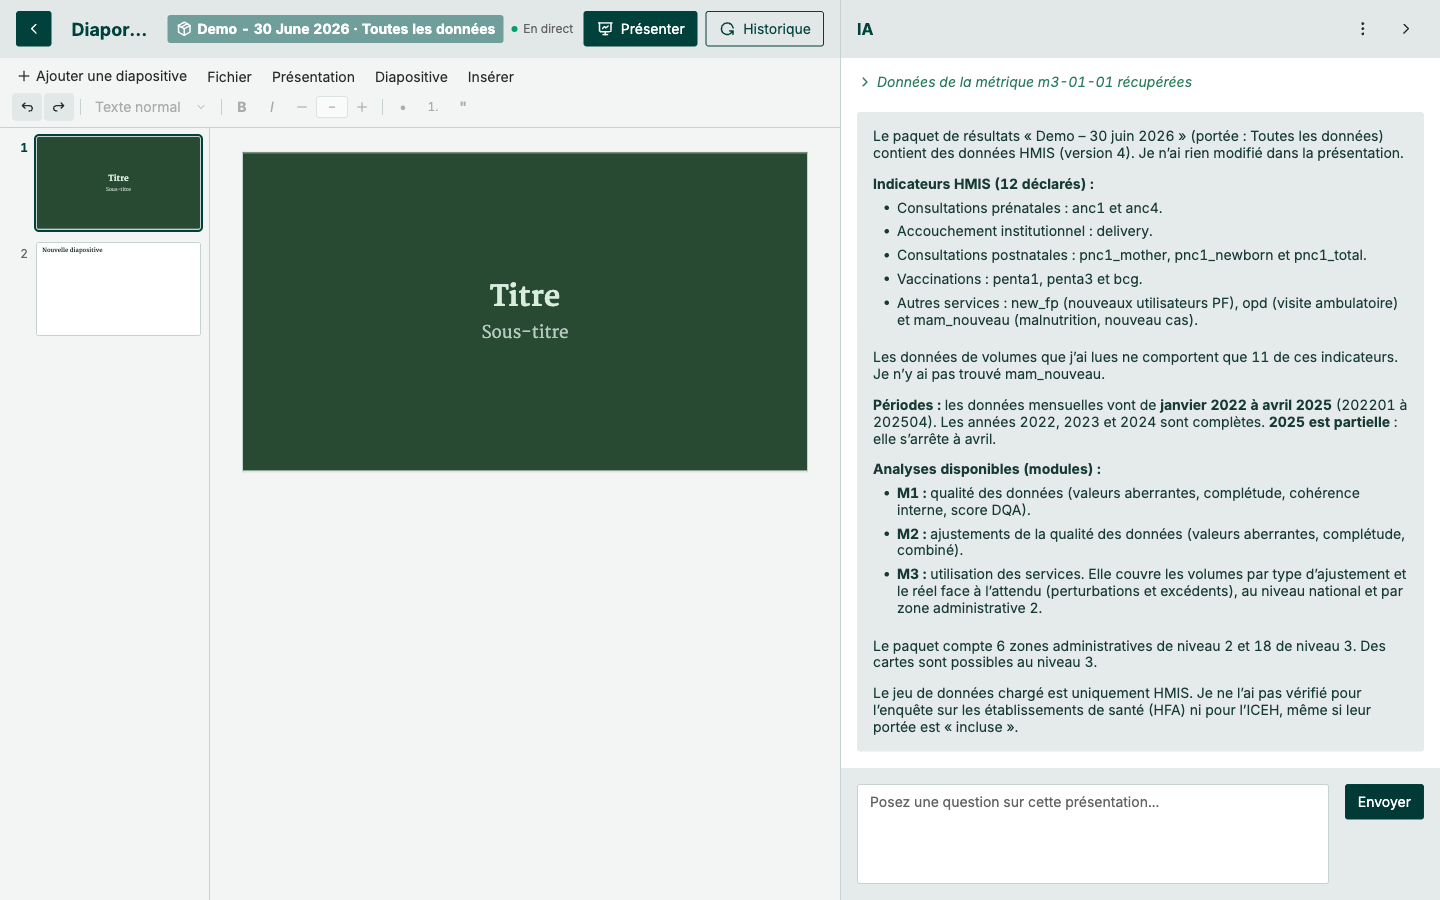 Diapor...
Demo - 30 June 2026 · Toutes les données
En direct
Présenter
Historique
Ajouter une diapositive
Fichier
Présentation
Diapositive
Insérer
Texte normal
B
I
-
1.
"
1
Titre
Sous-titre
2
Nouvelle diapositive
Titre
Sous-titre
IA
Données de la métrique m3-01-01 récupérées
Le paquet de résultats « Demo – 30 juin 2026 » (portée : Toutes les données)
contient des données HMIS (version 4). Je n’ai rien modifié dans la présentation.
Indicateurs HMIS (12 déclarés) :
• Consultations prénatales : anc1 et anc4.
• Accouchement institutionnel : delivery.
• Consultations postnatales : pnc1_mother, pnc1_newborn et pnc1_total.
• Vaccinations : penta1, penta3 et bcg.
• Autres services : new_fp (nouveaux utilisateurs PF), opd (visite ambulatoire)
et mam_nouveau (malnutrition, nouveau cas).
Les données de volumes que j’ai lues ne comportent que 11 de ces indicateurs.
Je n’y ai pas trouvé mam_nouveau.
Périodes : les données mensuelles vont de janvier 2022 à avril 2025 (202201 à
202504). Les années 2022, 2023 et 2024 sont complètes. 2025 est partielle :
elle s’arrête à avril.
Analyses disponibles (modules) :
• M1 : qualité des données (valeurs aberrantes, complétude, cohérence
interne, score DQA).
• M2 : ajustements de la qualité des données (valeurs aberrantes, complétude,
combiné).
• M3 : utilisation des services. Elle couvre les volumes par type d’ajustement et
le réel face à l’attendu (perturbations et excédents), au niveau national et par
zone administrative 2.
Le paquet compte 6 zones administratives de niveau 2 et 18 de niveau 3. Des
cartes sont possibles au niveau 3.
Le jeu de données chargé est uniquement HMIS. Je ne l’ai pas vérifié pour
l’enquête sur les établissements de santé (HFA) ni pour l’ICEH, même si leur
portée est « incluse ».
Posez une question sur cette présentation...
Envoyer